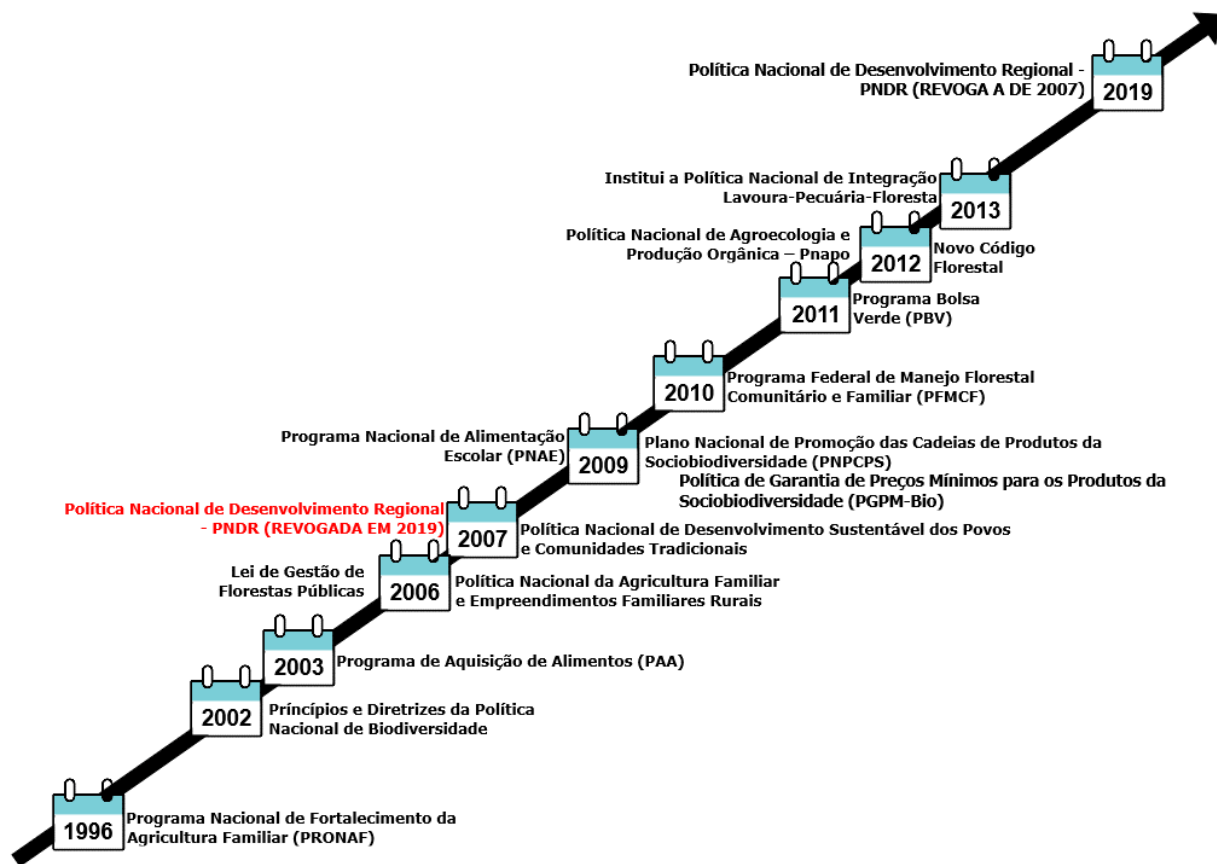 Política Nacional de Desenvolvimento Regional -
PNDR (REVOGA A DE 2007)
2019
Institui a Política Nacional de Integração
Lavoura-Pecuária-Floresta
2013
Política Nacional de Agroecologia e
Produção Orgânica – Pnapo
2012
Novo Código
Florestal
2011
Programa Bolsa
Verde (PBV)
2010
Programa Federal de Manejo Florestal
Comunitário e Familiar (PFMCF)
Programa Nacional de Alimentação
Escolar (PNAE)
2009
Plano Nacional de Promoção das Cadeias de Produtos da
Sociobiodiversidade (PNPCPS)
Política de Garantia de Preços Mínimos para os Produtos da
Sociobiodiversidade (PGPM-Bio)
Política Nacional de Desenvolvimento Regional
- PNDR (REVOGADA EM 2019)
2007
Política Nacional de Desenvolvimento Sustentável dos Povos
e Comunidades Tradicionais
Lei de Gestão de
Florestas Públicas
2006
Política Nacional da Agricultura Familiar
e Empreendimentos Familiares Rurais
2003
Programa de Aquisição de Alimentos (PAA)
2002
Príncípios e Diretrizes da Política
Nacional de Biodiversidade
1996
Programa Nacional de Fortalecimento da
Agricultura Familiar (PRONAF)